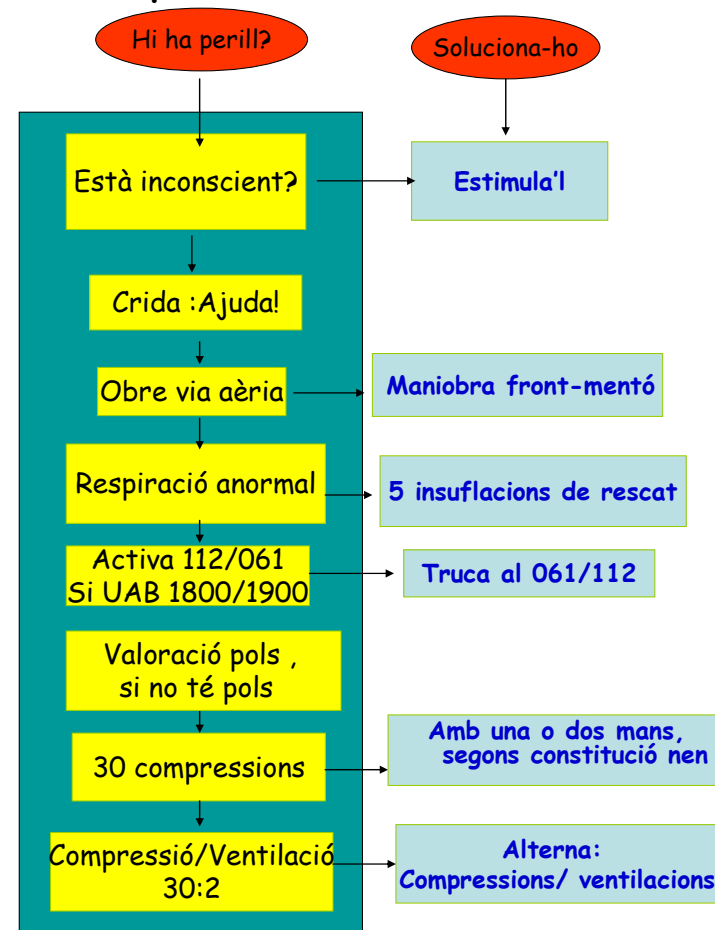 Hi ha perill?
Soluciona-ho
Està inconscient?
Estimula'l
Crida :Ajuda!
Obre via aèria
Maniobra front-mentó
Respiració anormal
5 insuflacions de rescat
Activa 112/061
Si UAB 1800/1900
Truca al 061/112
Valoració pols ,
si no té pols
30 compressions
Amb una o dos mans,
segons constitució nen
Compressió/Ventilació
30:2
Alterna:
Compressions/ ventilacions